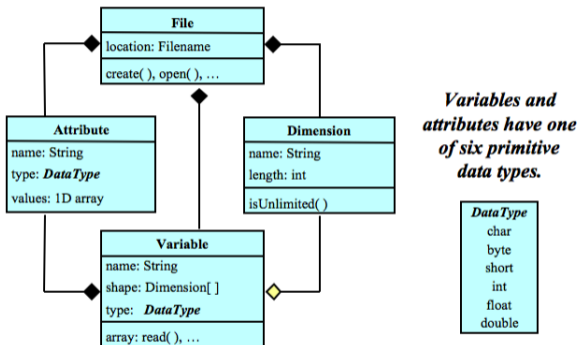 File
location: Filename
create( ), open( ), ...
Attribute
name: String
type: DataType
values: 1D array
Dimension
name: String
length: int
isUnlimited( )
Variable
name: String
shape: Dimension[ ]
type: DataType
array: read( ), ...
Variables and
attributes have one
of six primitive
data types.
DataType
char
byte
short
int
float
double